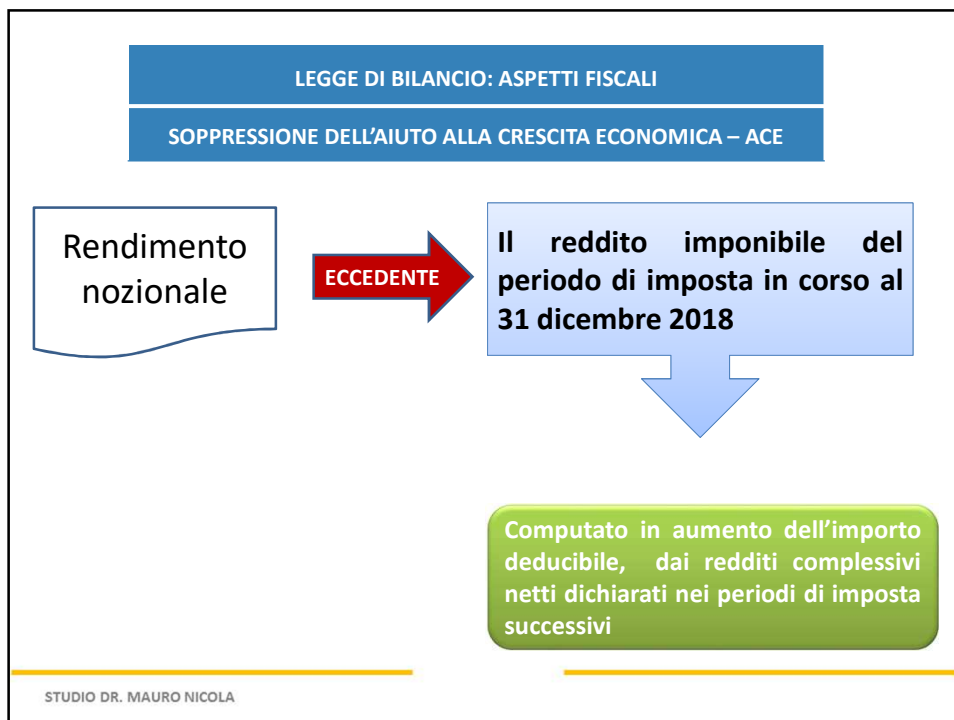 LEGGE DI BILANCIO: ASPETTI FISCALI
SOPPRESSIONE DELL’AIUTO ALLA CRESCITA ECONOMICA – ACE
Rendimento
nozionale
ECCEDENTE
Il reddito imponibile del
periodo di imposta in corso al
31 dicembre 2018
Computato in aumento dell’importo
deducibile, dai redditi complessivi
netti dichiarati nei periodi di imposta
successivi
STUDIO DR. MAURO NICOLA